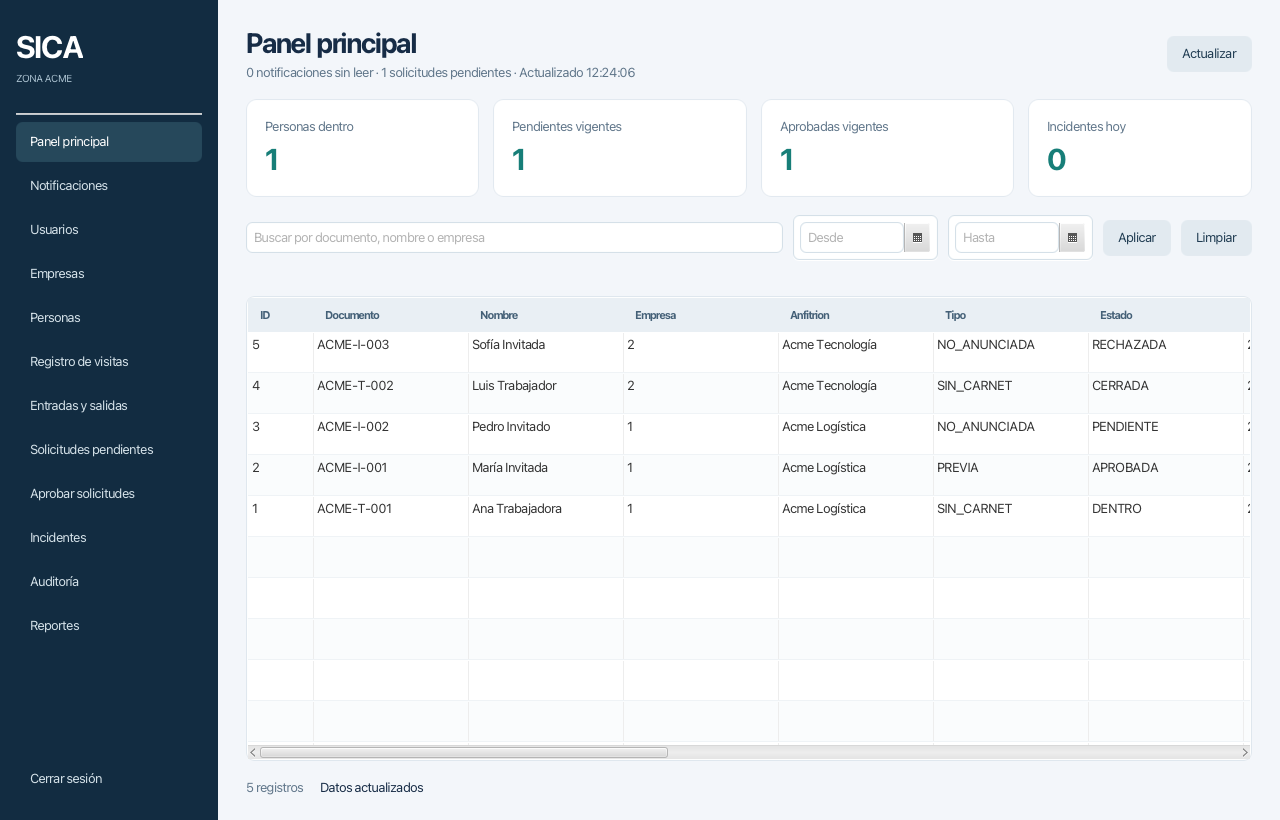 SICA
ZONA ACME
Panel principal
Notificaciones
Usuarios
Empresas
Personas
Registro de visitas
Entradas y salidas
Solicitudes pendientes
Aprobar solicitudes
Incidentes
Auditoría
Reportes
Cerrar sesión
Panel principal
0 notificaciones sin leer · 1 solicitudes pendientes · Actualizado 12:24:06
Actualizar
Personas dentro
1
Pendientes vigentes
1
Aprobadas vigentes
1
Incidentes hoy
0
Buscar por documento, nombre o empresa
Desde
Hasta
Aplicar
Limpiar
ID Documento Nombre Empresa Anfitrion Tipo Estado
5 ACME-I-003 Sofía Invitada 2 Acme Tecnología NO_ANUNCIADA RECHAZADA
4 ACME-T-002 Luis Trabajador 2 Acme Tecnología SIN_CARNET CERRADA
3 ACME-I-002 Pedro Invitado 1 Acme Logística NO_ANUNCIADA PENDIENTE
2 ACME-I-001 María Invitada 1 Acme Logística PREVIA APROBADA
1 ACME-T-001 Ana Trabajadora 1 Acme Logística SIN_CARNET DENTRO
5 registros Datos actualizados